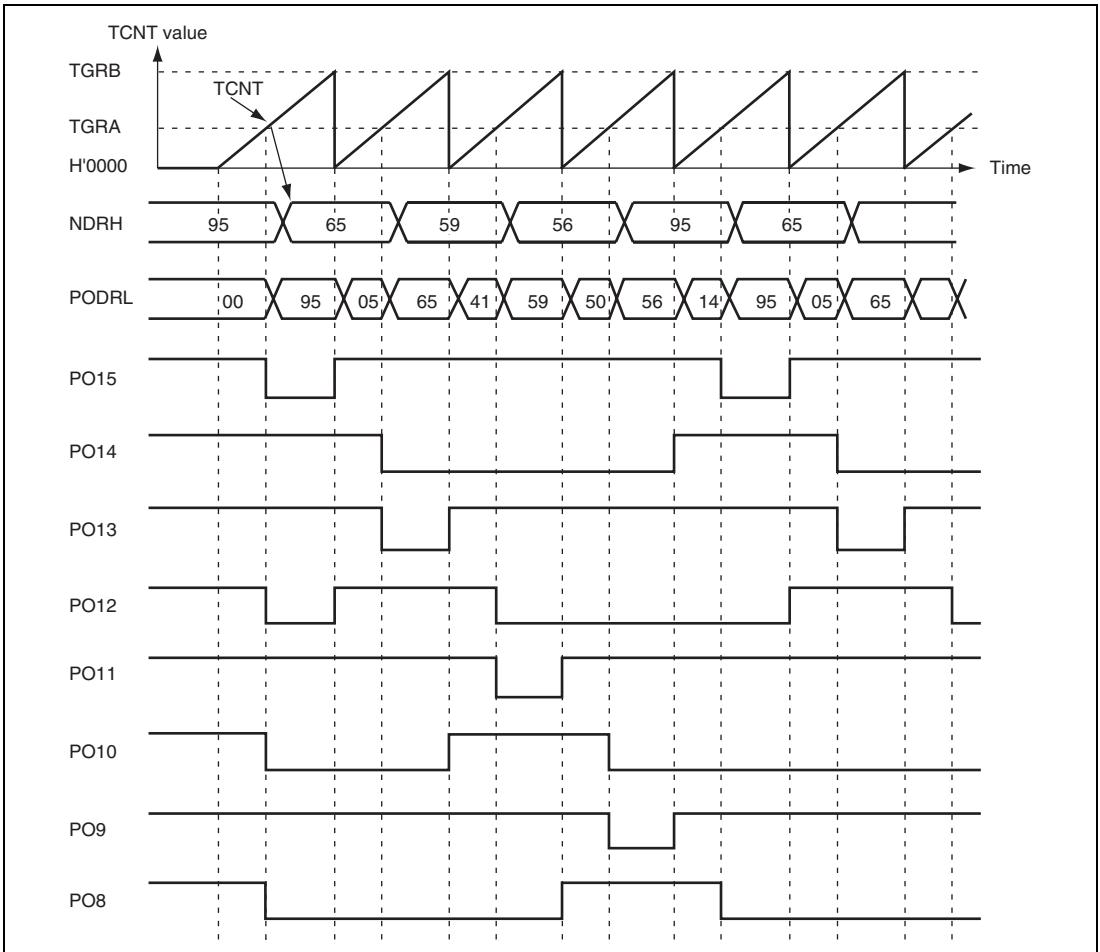 TCNT value
TGRB
TCNT
TGRA
H'0000
Time
NDRH 95 65 59 56 95 65
PODRL 00 95 05 65 41 59 50 56 14 95 05 65
PO15
PO14
PO13
PO12
PO11
PO10
PO9
PO8